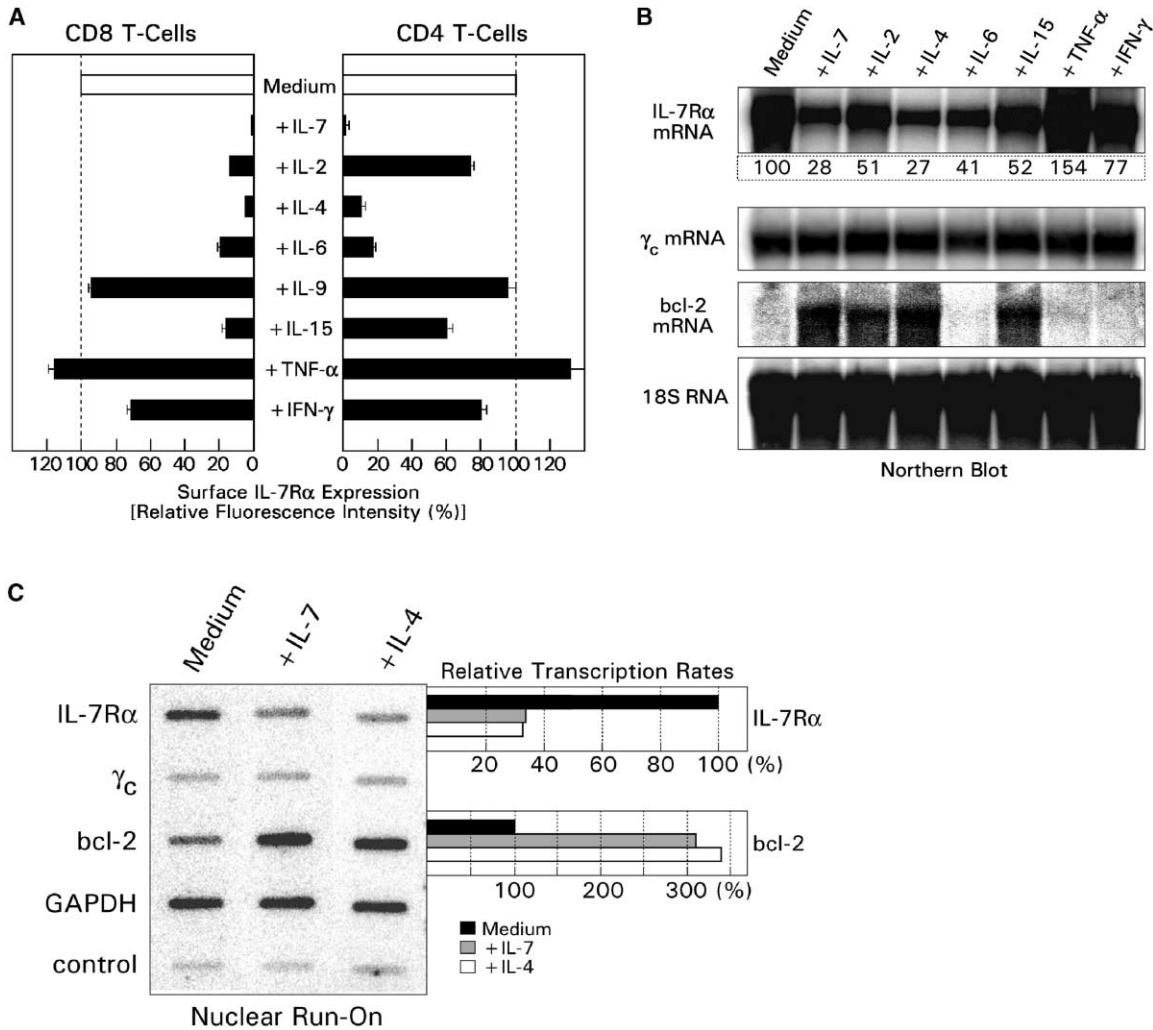 A
CD8 T-Cells
CD4 T-Cells
Medium
+IL-7
+IL-2
+IL-4
+IL-6
+IL-9
+IL-15
+TNF-α
+IFN-γ
120 100 80 60 40 20 0
0 20 40 60 80 100 120
Surface IL-7Rα Expression
[Relative Fluorescence Intensity (%)]
B
Medium
+IL-7
+IL-2
+IL-4
+IL-6
+IL-15
+TNF-α
+IFN-γ
IL-7Rα
mRNA
100 28 51 27 41 52 154 77
γc mRNA
bcl-2
mRNA
18S RNA
Northern Blot
C
Medium
+IL-7
+IL-4
IL-7Rα
γc
bcl-2
GAPDH
control
Nuclear Run-On
Relative Transcription Rates
IL-7Rα
20 40 60 80 100 (%)
bcl-2
100 200 300 (%)
Medium
+IL-7
+IL-4